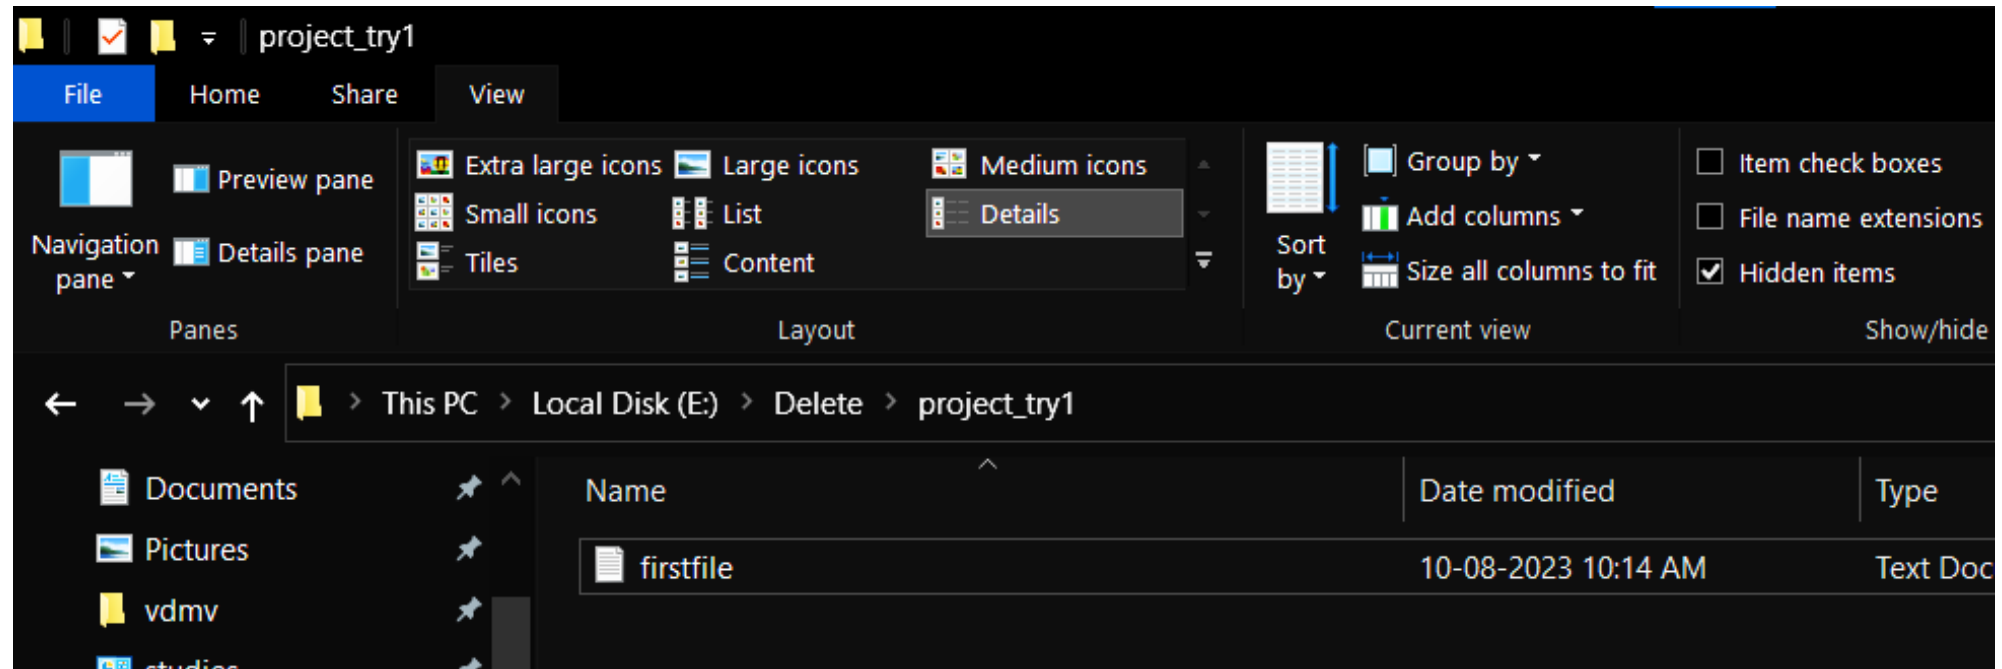 project_try1
File Home Share View
Extra large icons Large icons Medium icons
Preview pane
Small icons List Details
Navigation pane
Details pane
Tiles Content
Sort by
Group by
Add columns
Size all columns to fit
Item check boxes
File name extensions
Hidden items
Panes Layout Current view Show/hide
This PC > Local Disk (E:) > Delete > project_try1
Documents
Pictures
vdmv
studies
Name Date modified Type
firstfile 10-08-2023 10:14 AM Text Doc